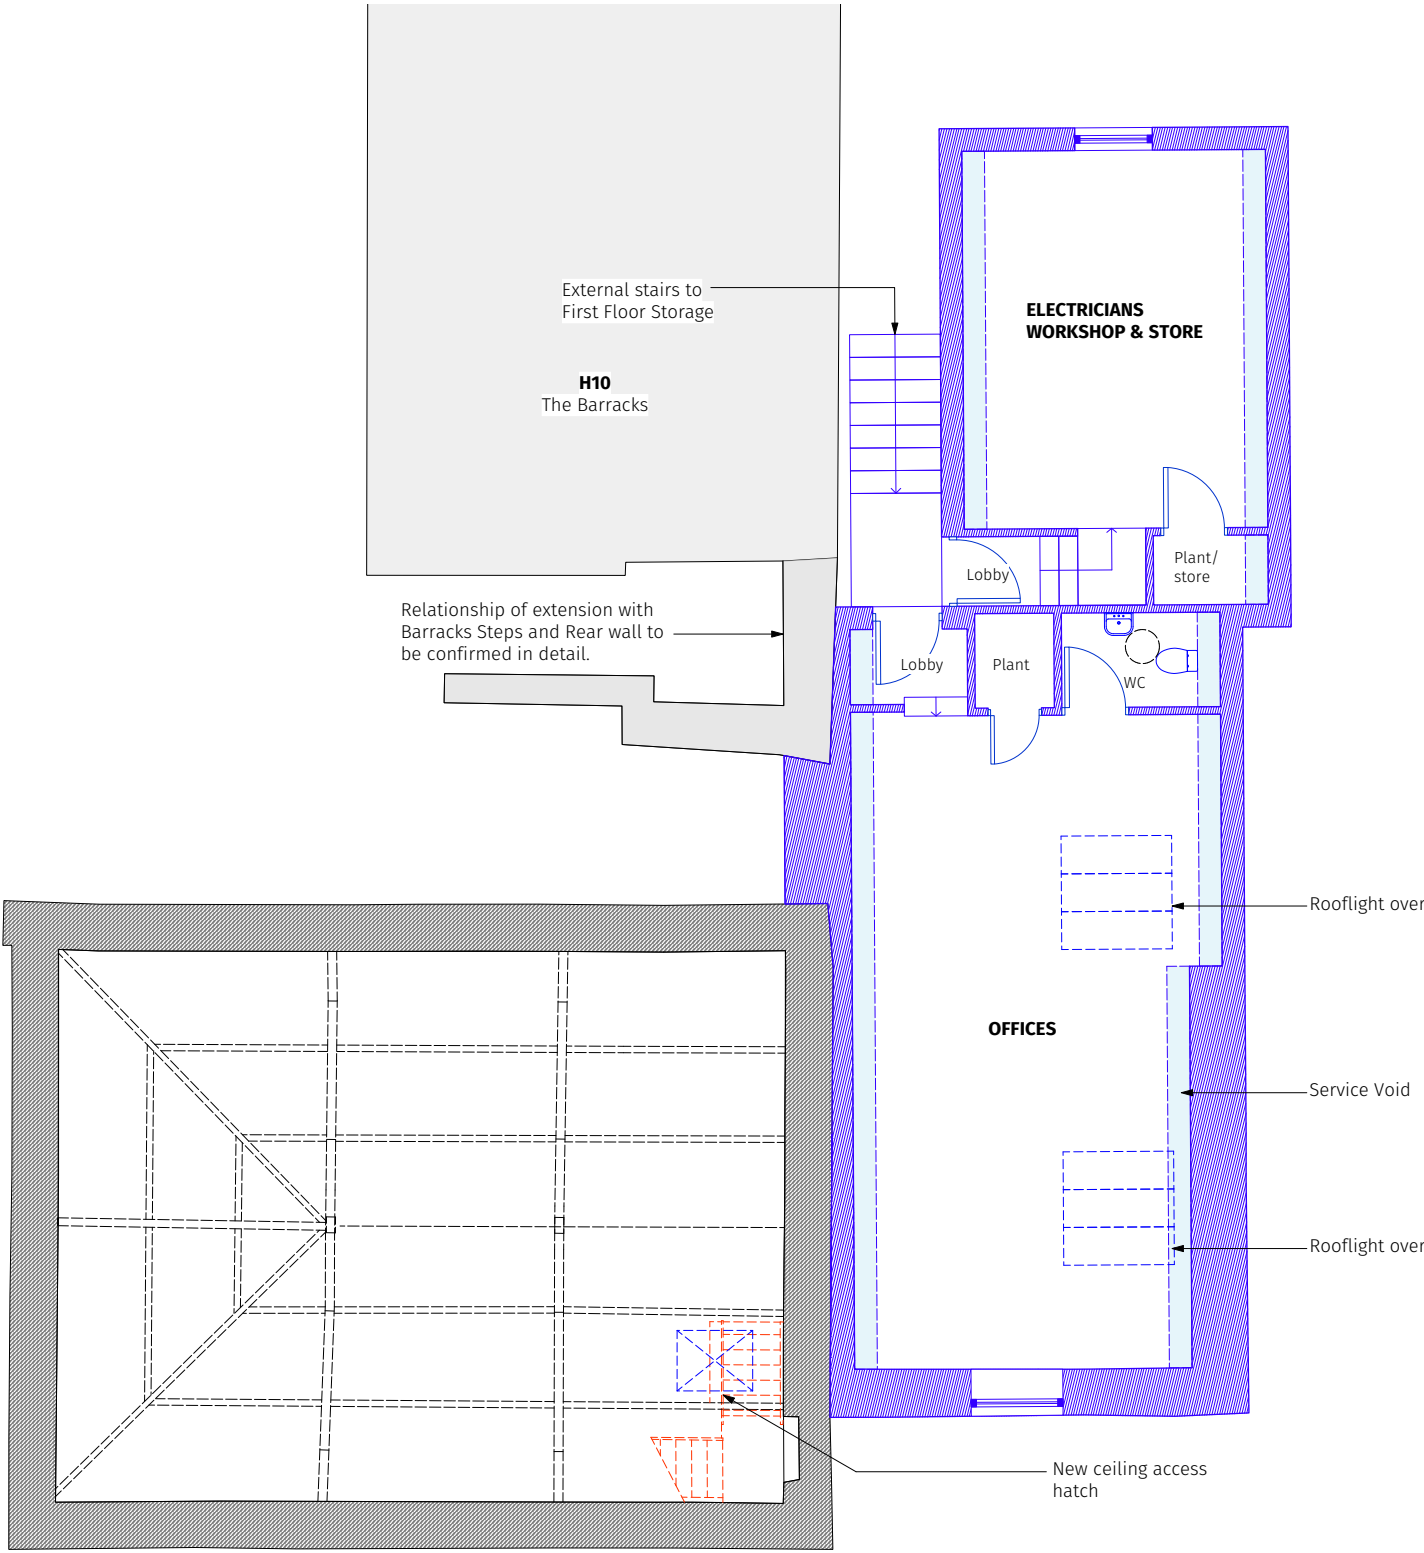 External stairs to
First Floor Storage
ELECTRICIANS
WORKSHOP & STORE
H10
The Barracks
Lobby
Plant/
store
Relationship of extension with
Barracks Steps and Rear wall to
be confirmed in detail.
Lobby
Plant
WC
Rooflight over
OFFICES
Service Void
Rooflight over
New ceiling access
hatch